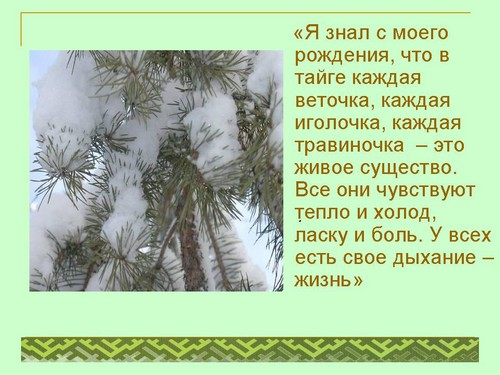 «Я знал с моего
рождения, что в
тайге каждая
веточка, каждая
иголочка, каждая
травиночка – это
живое существо.
Все они чувствуют
тепло и холод,
ласку и боль. У всех
есть свое дыхание –
жизнь»